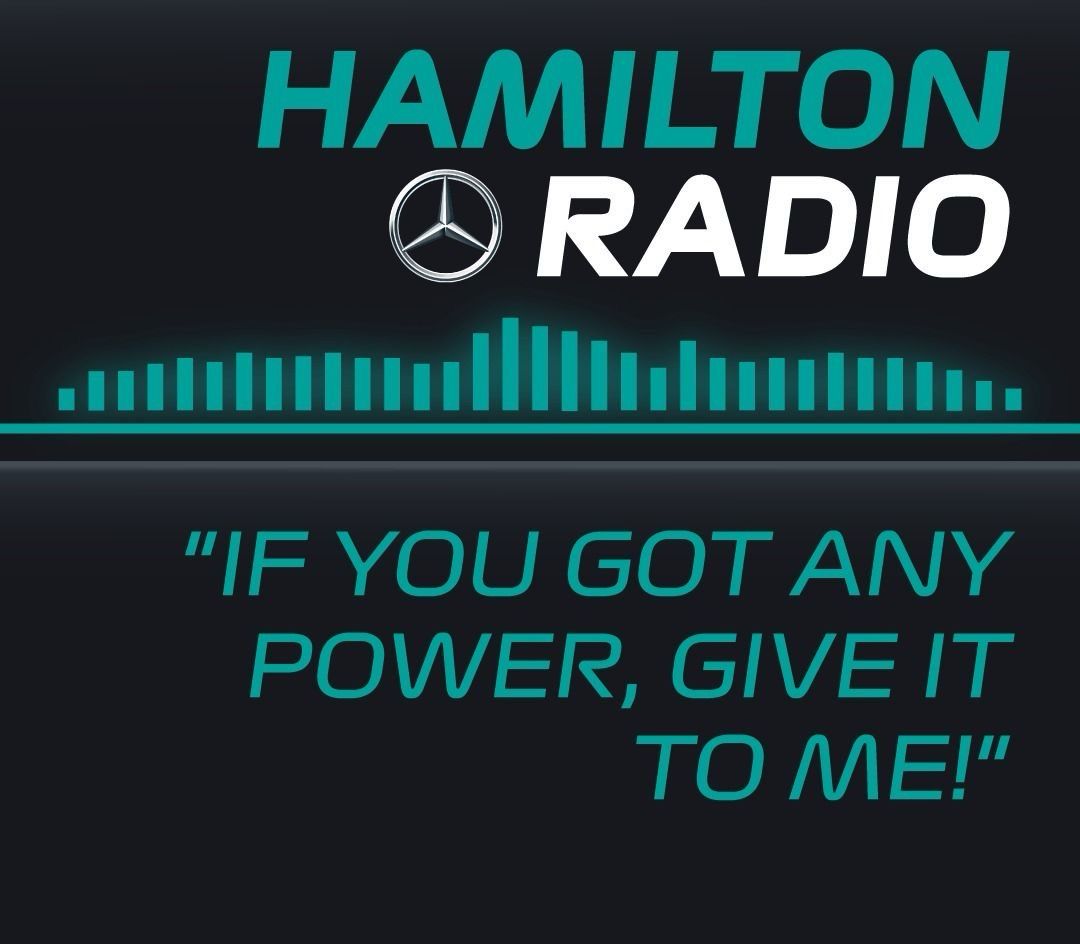 HAMILTON
RADIO
"IF YOU GOT ANY
POWER, GIVE IT
TO ME!"